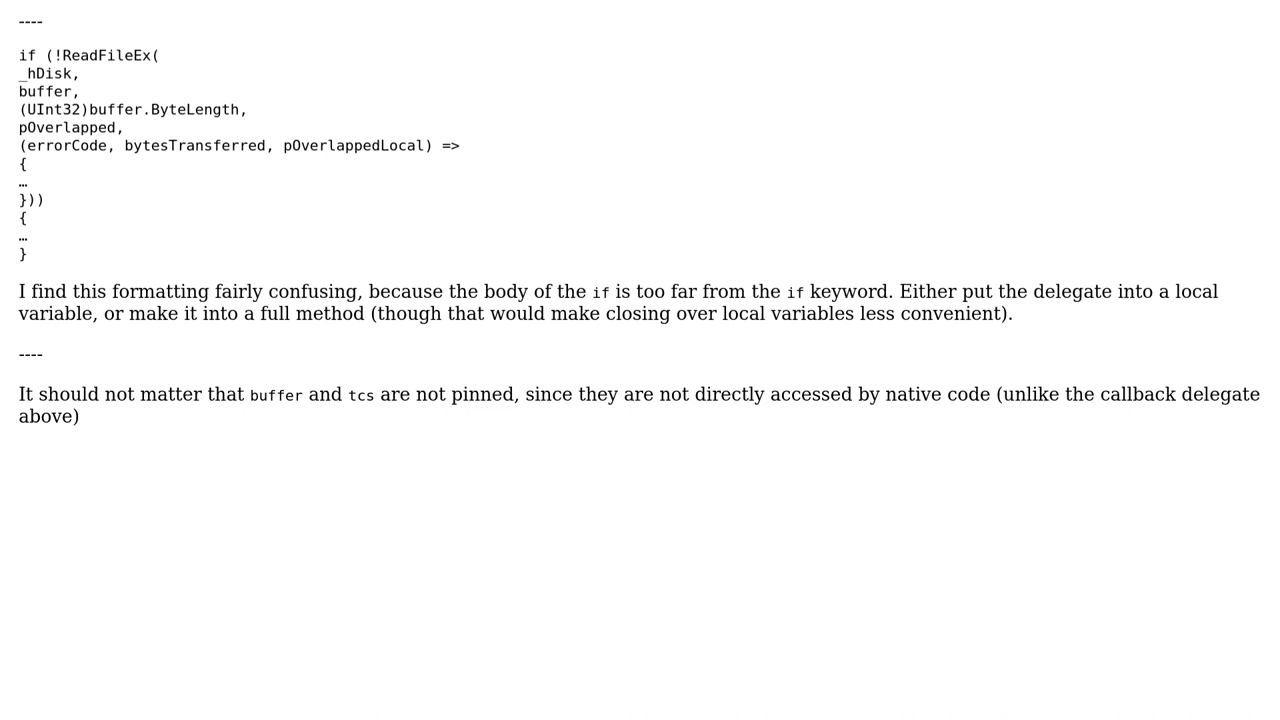 ----
if (!ReadFileEx(
_hDisk,
buffer,
(UInt32)buffer.ByteLength,
pOverlapped,
(errorCode, bytesTransferred, pOverlappedLocal) =>
{
…
}))
{
…
}
I find this formatting fairly confusing, because the body of the if is too far from the if keyword. Either put the delegate into a local
variable, or make it into a full method (though that would make closing over local variables less convenient).
----
It should not matter that buffer and tcs are not pinned, since they are not directly accessed by native code (unlike the callback delegate
above)